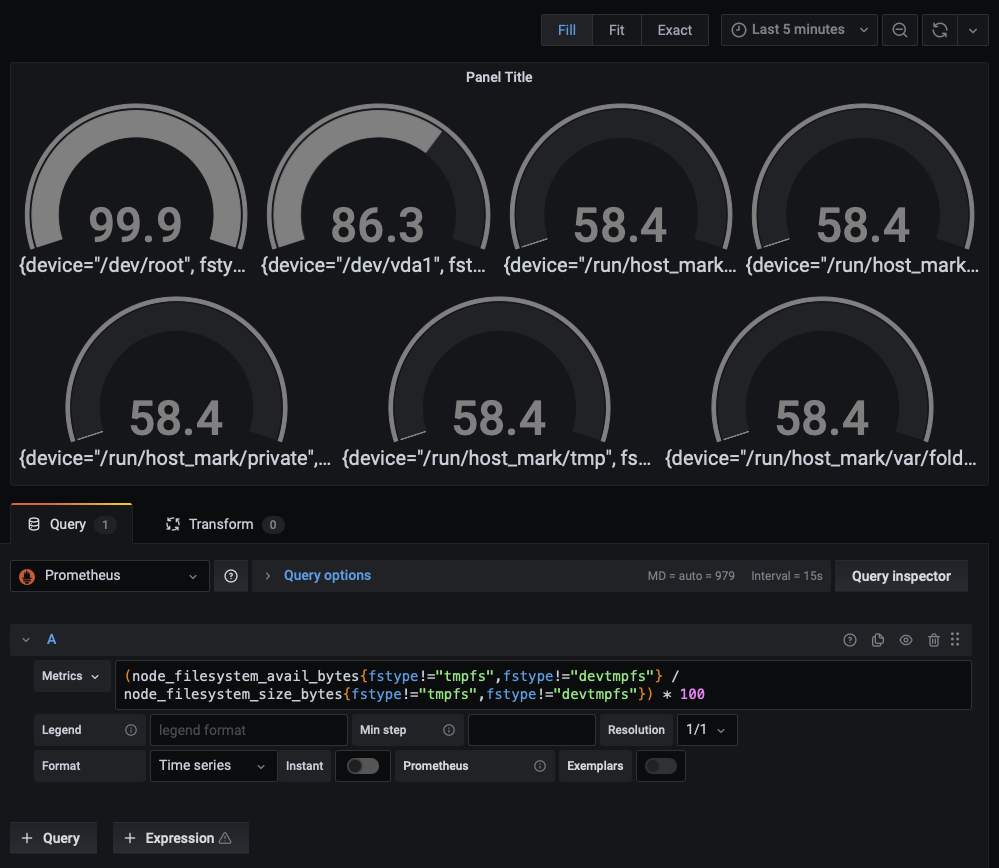 Fill Fit Exact Last 5 minutes
Panel Title
99.9 86.3 58.4 58.4
{device="/dev/root", fsty... {device="/dev/vda1", fst... {device="/run/host_mark... {device="/run/host_mark...
58.4 58.4 58.4
{device="/run/host_mark/private",... {device="/run/host_mark/tmp", fs... {device="/run/host_mark/var/fold...
Query 1 Transform 0
Prometheus Query options MD = auto = 979 Interval = 15s Query inspector
A
Metrics (node_filesystem_avail_bytes{fstype!="tmpfs",fstype!="devtmpfs"} /
node_filesystem_size_bytes{fstype!="tmpfs",fstype!="devtmpfs"}) * 100
Legend legend format Min step Resolution 1/1
Format Time series Instant Prometheus Exemplars
+ Query + Expression